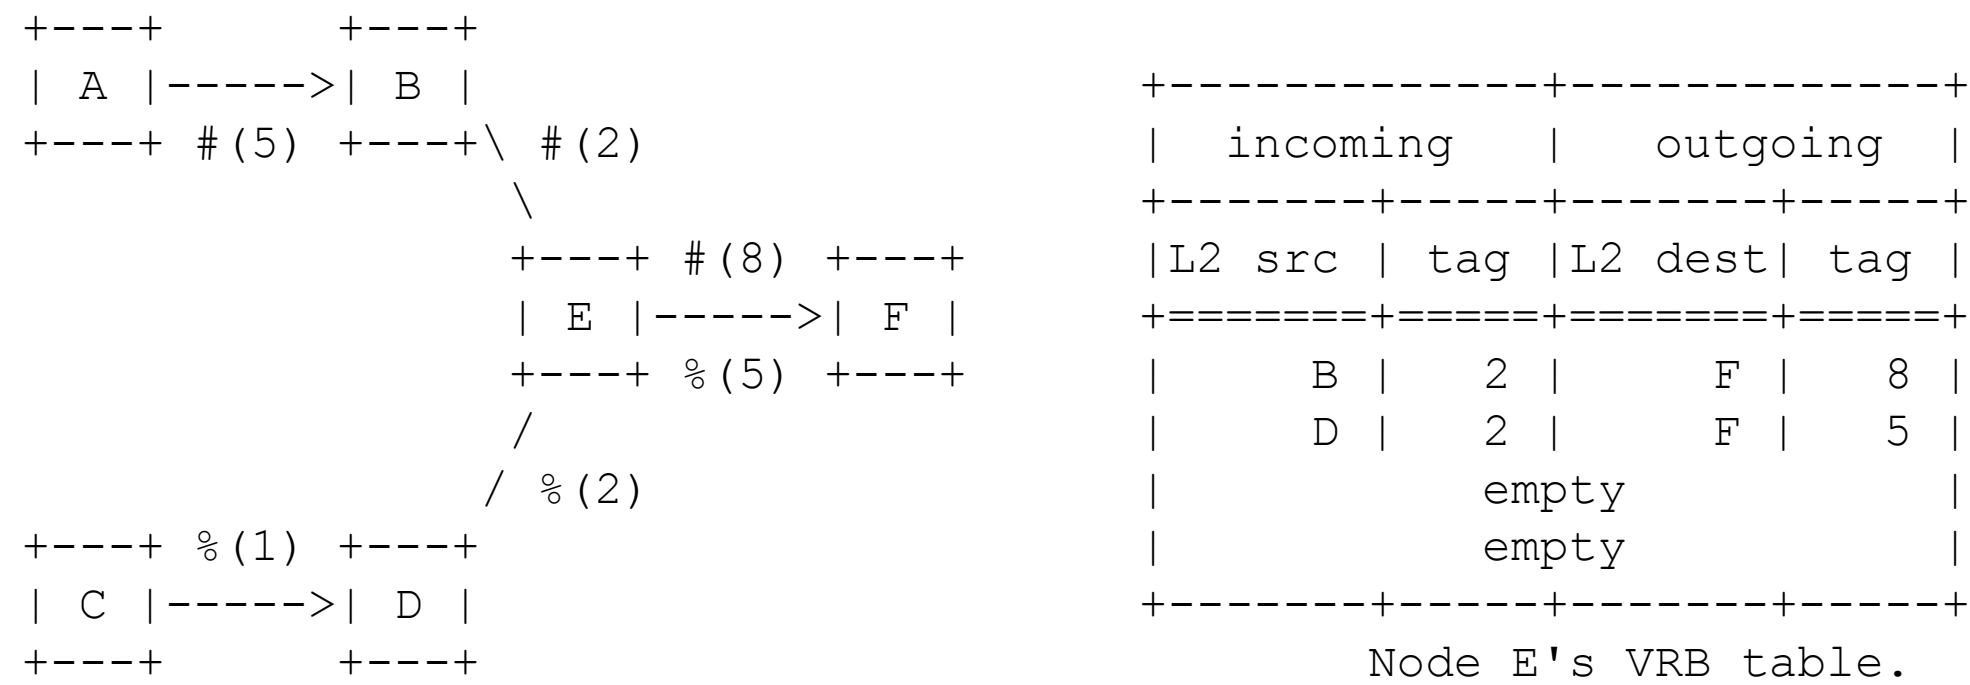 +---+      +---+
| A |----->| B |                       +-------------+-------------+
+---+ #(5) +---+\ #(2)                 |  incoming   |   outgoing  |
                 \                     +-------+-----+-------+-----+
                 +---+ #(8) +---+      |L2 src | tag |L2 dest| tag |
                 | E |----->| F |      +=======+=====+=======+=====+
                 +---+ %(5) +---+      |     B |   2 |     F |   8 |
                 /                     |     D |   2 |     F |   5 |
                / %(2)                 |           empty           |
+---+ %(1) +---+                       |           empty           |
| C |----->| D |                       +-------+-----+-------+-----+
+---+      +---+                               Node E's VRB table.